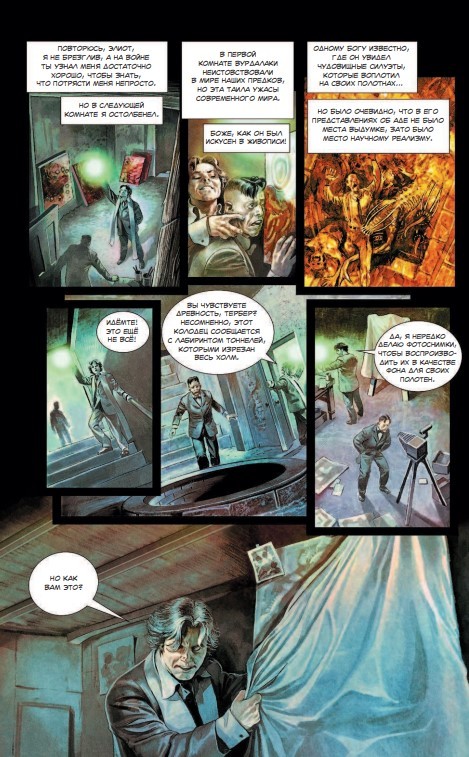 ПОВТОРЮСЬ, ЭЛИОТ,
Я НЕ БРЕЗГЛИВ, А НА ВОЙНЕ
ТЫ УЗНАЛ МЕНЯ ДОСТАТОЧНО
ХОРОШО, ЧТОБЫ ЗНАТЬ,
ЧТО ПОТРЯСТИ МЕНЯ НЕПРОСТО.
НО В СЛЕДУЮЩЕЙ
КОМНАТЕ Я ОСТОЛБЕНЕЛ.
В ПЕРВОЙ
КОМНАТЕ ВУРДАЛАКИ
НЕИСТОВСТВОВАЛИ
В МИРЕ НАШИХ ПРЕДКОВ,
НО ЭТА ТАИЛА УЖАСЫ
СОВРЕМЕННОГО МИРА.
БОЖЕ, КАК ОН БЫЛ
ИСКУСЕН В ЖИВОПИСИ!
ОДНОМУ БОГУ ИЗВЕСТНО,
ГДЕ ОН УВИДЕЛ
ЧУДОВИЩНЫЕ СИЛУЭТЫ,
КОТОРЫЕ ВОПЛОТИЛ
НА СВОИХ ПОЛОТНАХ...
НО БЫЛО ОЧЕВИДНО, ЧТО В ЕГО
ПРЕДСТАВЛЕНИЯХ ОБ АДЕ НЕ БЫЛО
МЕСТА ВЫДУМКЕ, ЗАТО БЫЛО
МЕСТО НАУЧНОМУ РЕАЛИЗМУ.
ИДЁМТЕ!
ЭТО ЕЩЁ
НЕ ВСЁ!
ВЫ ЧУВСТВУЕТЕ
ДРЕВНОСТЬ, ТЕРБЕР?
НЕСОМНЕННО, ЭТОТ
КОЛОДЕЦ СООБЩАЕТСЯ
С ЛАБИРИНТОМ ТОННЕЛЕЙ,
КОТОРЫМИ ИЗРЕЗАН
ВЕСЬ ХОЛМ.
ДА, Я НЕРЕДКО
ДЕЛАЮ ФОТОСНИМКИ,
ЧТОБЫ ВОСПРОИЗВО-
ДИТЬ ИХ В КАЧЕСТВЕ
ФОНА ДЛЯ СВОИХ
ПОЛОТЕН.
НО КАК
ВАМ ЭТО?